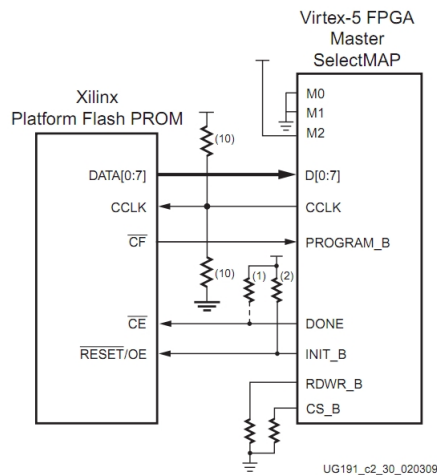 Virtex-5 FPGA
Master
SelectMAP
Xilinx
Platform Flash PROM
M0
M1
M2
(10)
DATA[0:7]
D[0:7]
CCLK
CCLK
CF
PROGRAM_B
(10)
(1)
(2)
CE
DONE
RESET/OE
INIT_B
RDWR_B
CS_B
UG191_c2_30_020309